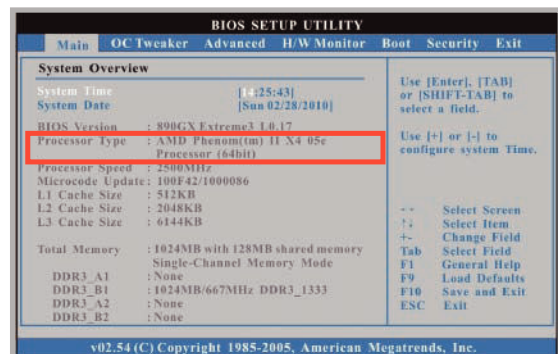 BIOS SETUP UTILITY
Main OC Tweaker Advanced H/W Monitor Boot Security Exit
System Overview
System Time [14:25:43]
System Date [Sun 02/28/2010]
BIOS Version : 890GX Extreme3 L0.17
Processor Type : AMD Phenom(tm) II X4 05e
Processor (64bit)
Processor Speed : 2500MHz
Microcode Update : 100F42/1000086
L1 Cache Size : 512KB
L2 Cache Size : 2048KB
L3 Cache Size : 6144KB
Total Memory : 1024MB with 128MB shared memory
Single-Channel Memory Mode
DDR3_A1 : None
DDR3_B1 : 1024MB/667MHz DDR3_1333
DDR3_A2 : None
DDR3_B2 : None
Use [Enter], [TAB]
or [SHIFT-TAB] to
select a field.
Use [+] or [-] to
configure system Time.
Select Screen
↑↓ Select Item
+- Change Field
Tab Select Field
F1 General Help
F9 Load Defaults
F10 Save and Exit
ESC Exit
v02.54 (C) Copyright 1985-2005, American Megatrends, Inc.